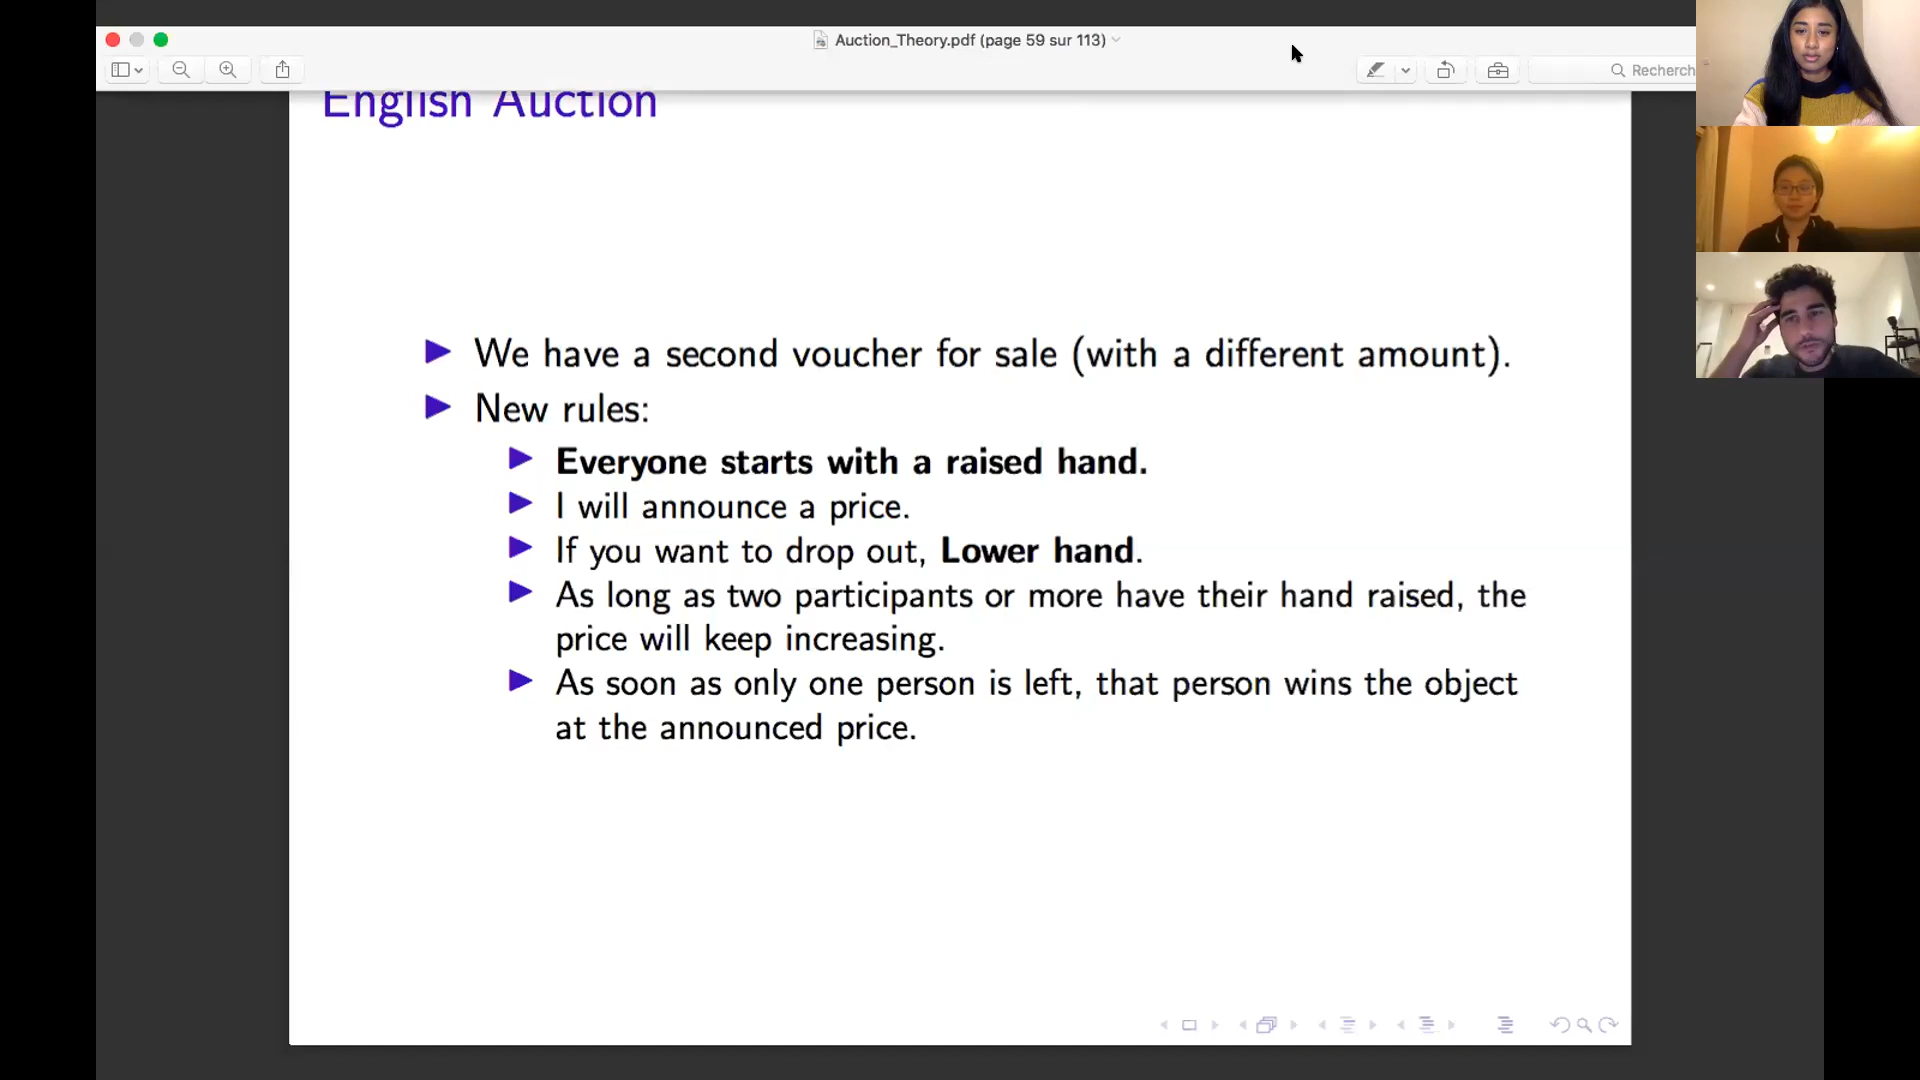 Auction_Theory.pdf (page 59 sur 113)
Recherch
English Auction
We have a second voucher for sale (with a different amount).
New rules:
Everyone starts with a raised hand.
I will announce a price.
If you want to drop out, Lower hand.
As long as two participants or more have their hand raised, the
price will keep increasing.
As soon as only one person is left, that person wins the object
at the announced price.